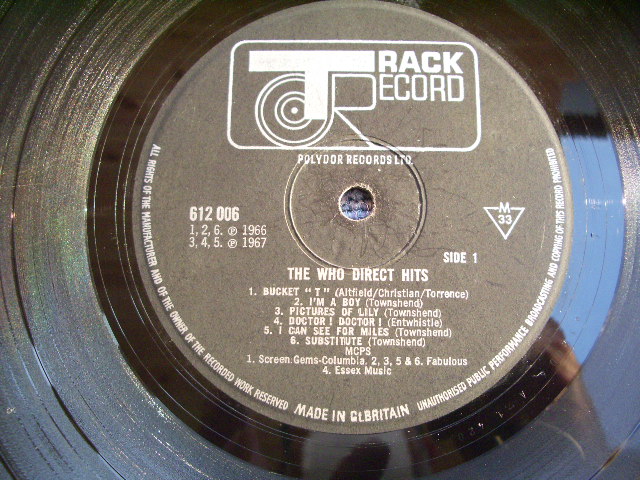 TRACK
RECORD
POLYDOR RECORDS LTD.
612 006
1, 2, 6. ℗ 1966
3, 4, 5. ℗ 1967
M
33
SIDE 1
THE WHO DIRECT HITS
1. BUCKET "T" (Altfield/Christian/Torrence)
2. I'M A BOY (Townshend)
3. PICTURES OF LILY (Townshend)
4. DOCTOR! DOCTOR! (Entwhistle)
5. I CAN SEE FOR MILES (Townshend)
6. SUBSTITUTE (Townshend)
MCPS
1. Screen Gems-Columbia. 2, 3, 5 & 6. Fabulous
4. Essex Music
ALL RIGHTS OF THE MANUFACTURER AND OF THE OWNER OF THE RECORDED WORK RESERVED
MADE IN Gt.BRITAIN
UNAUTHORISED PUBLIC PERFORMANCE BROADCASTING AND COPYING OF THIS RECORD PROHIBITED